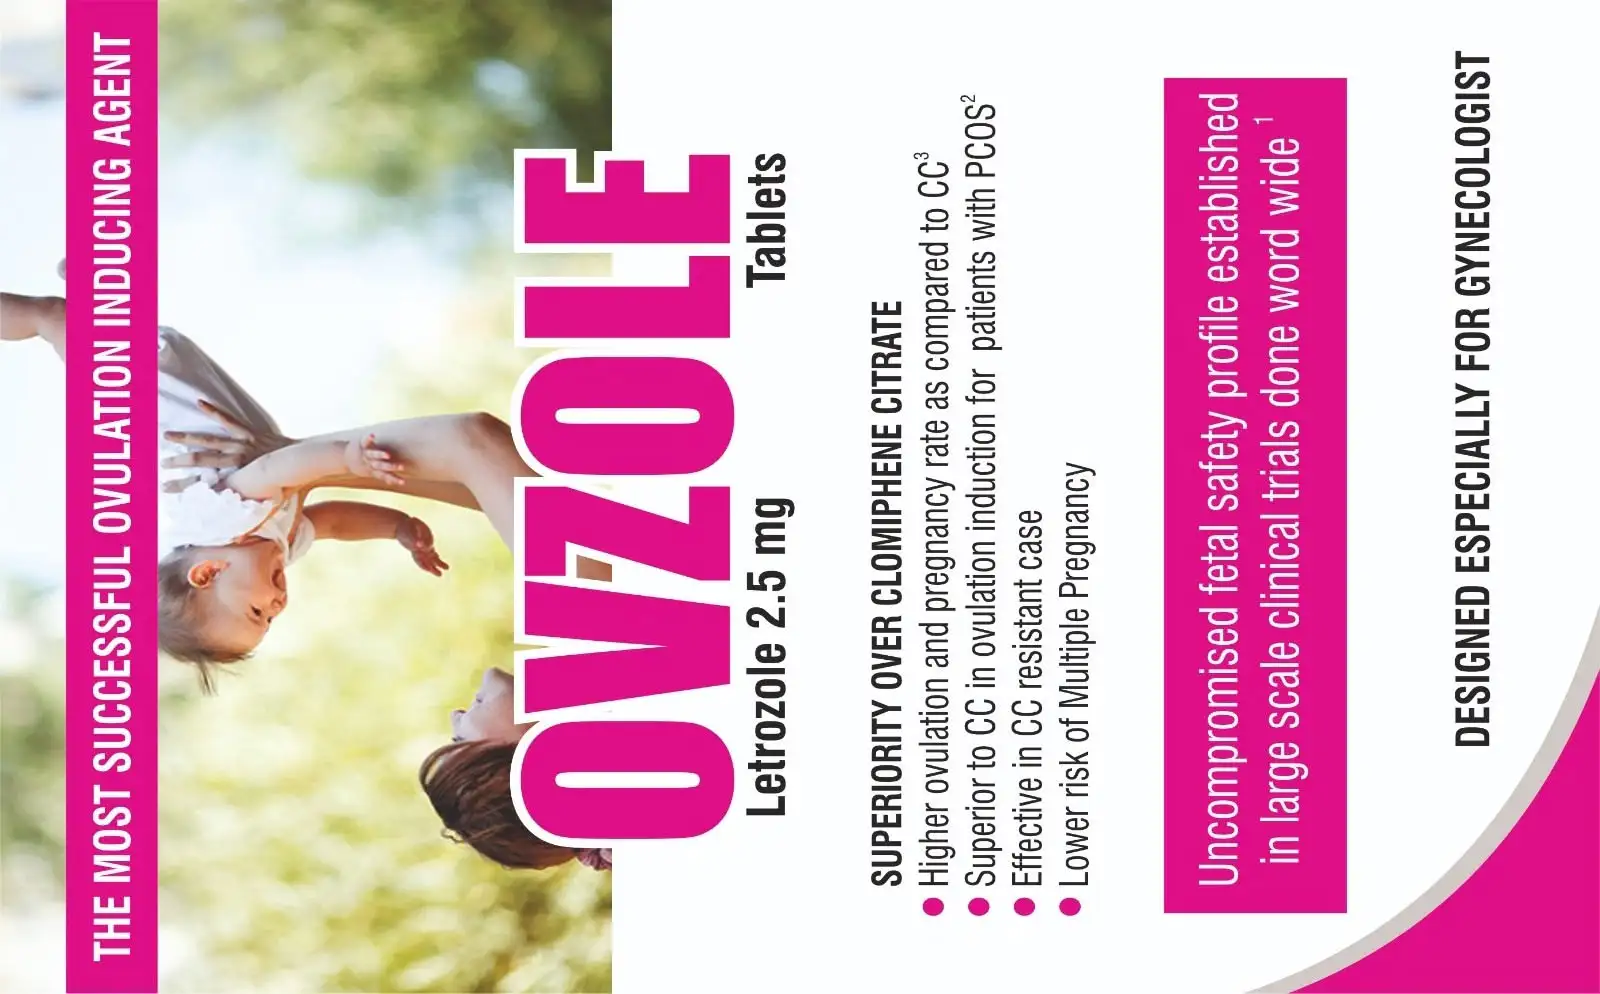 THE MOST SUCCESSFUL OVULATION INDUCING AGENT
OVZOLE
Letrozole 2.5 mg Tablets
SUPERIORITY OVER CLOMIPHENE CITRATE
● Higher ovulation and pregnancy rate as compared to CC³
● Superior to CC in ovulation induction for patients with PCOS²
● Effective in CC resistant case
● Lower risk of Multiple Pregnancy
Uncompromised fetal safety profile established
in large scale clinical trials done word wide ¹
DESIGNED ESPECIALLY FOR GYNECOLOGIST